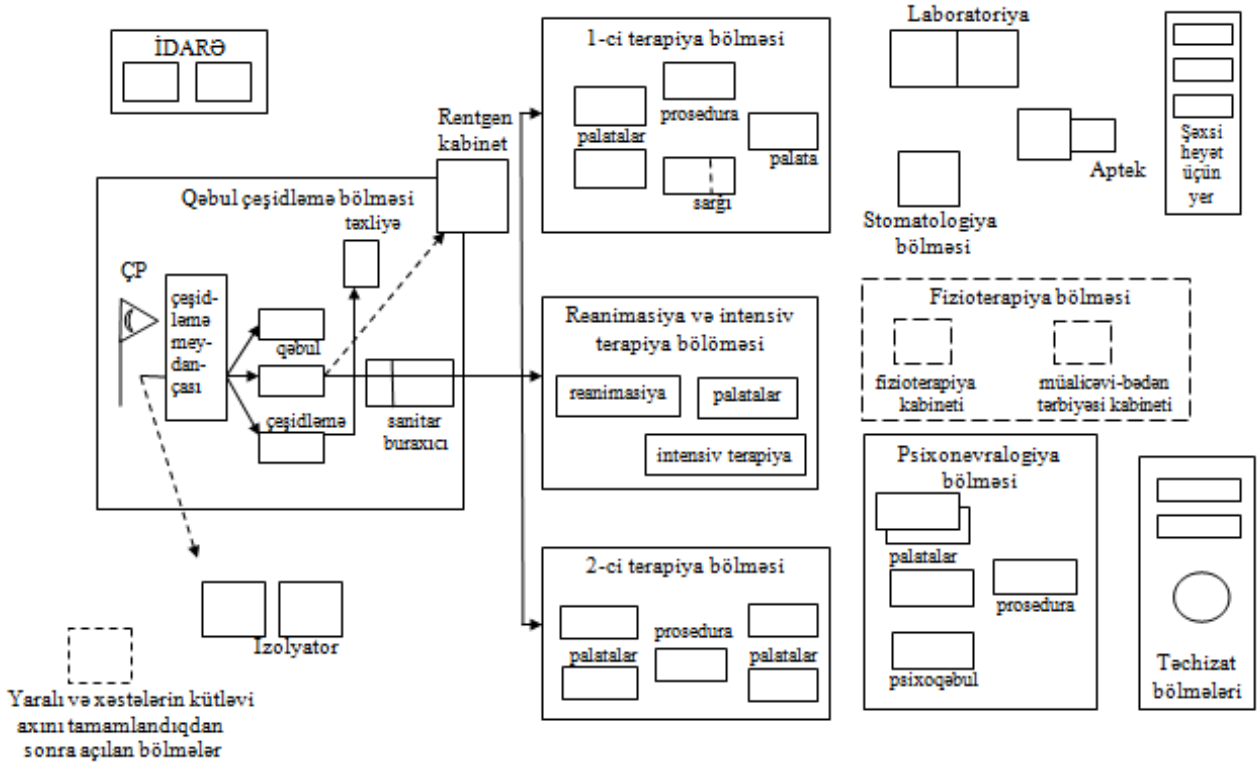 İDARƏ
Rentgen
kabinet
Qəbul çeşidləmə bölməsi
təxliyə
ÇP
çeşid-
ləmə
mey-
dan-
çası
qəbul
çeşidləmə
sanitar
buraxıcı
İzolyator
Yaralı və xəstələrin kütləvi
axını tamamlandıqdan
sonra açılan bölmələr
1-ci terapiya bölməsi
prosedura
palatalar
palata
sarğı
Reanimasiya və intensiv
terapiya bölöməsi
reanimasiya
palatalar
intensiv terapiya
2-ci terapiya bölməsi
prosedura
palatalar
palatalar
Laboratoriya
Aptek
Stomatologiya
bölməsi
Şəxsi
heyət
üçün
yer
Fizioterapiya bölməsi
fizioterapiya
kabineti
müalicəvi-bədən
tərbiyəsi kabineti
Psixonevralogiya
bölməsi
palatalar
prosedura
psixoqəbul
Təchizat
bölmələri